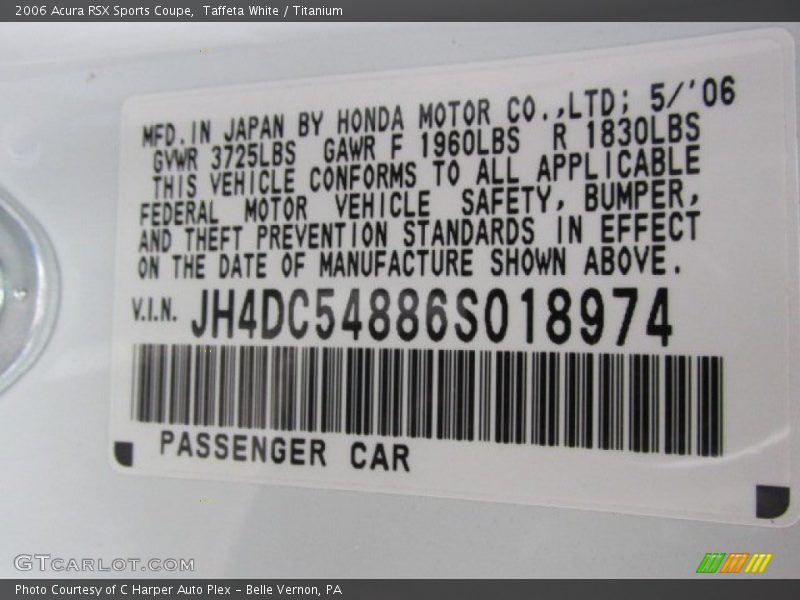 2006 Acura RSX Sports Coupe,  Taffeta White / Titanium
MFD.IN JAPAN BY HONDA MOTOR CO.,LTD; 5/'06
GVWR 3725LBS GAWR F 1960LBS R 1830LBS
THIS VEHICLE CONFORMS TO ALL APPLICABLE
FEDERAL MOTOR VEHICLE SAFETY, BUMPER,
AND THEFT PREVENTION STANDARDS IN EFFECT
ON THE DATE OF MANUFACTURE SHOWN ABOVE.
V.I.N. JH4DC54886S018974
PASSENGER CAR
GTCARLOT.COM
Photo Courtesy of C Harper Auto Plex - Belle Vernon, PA